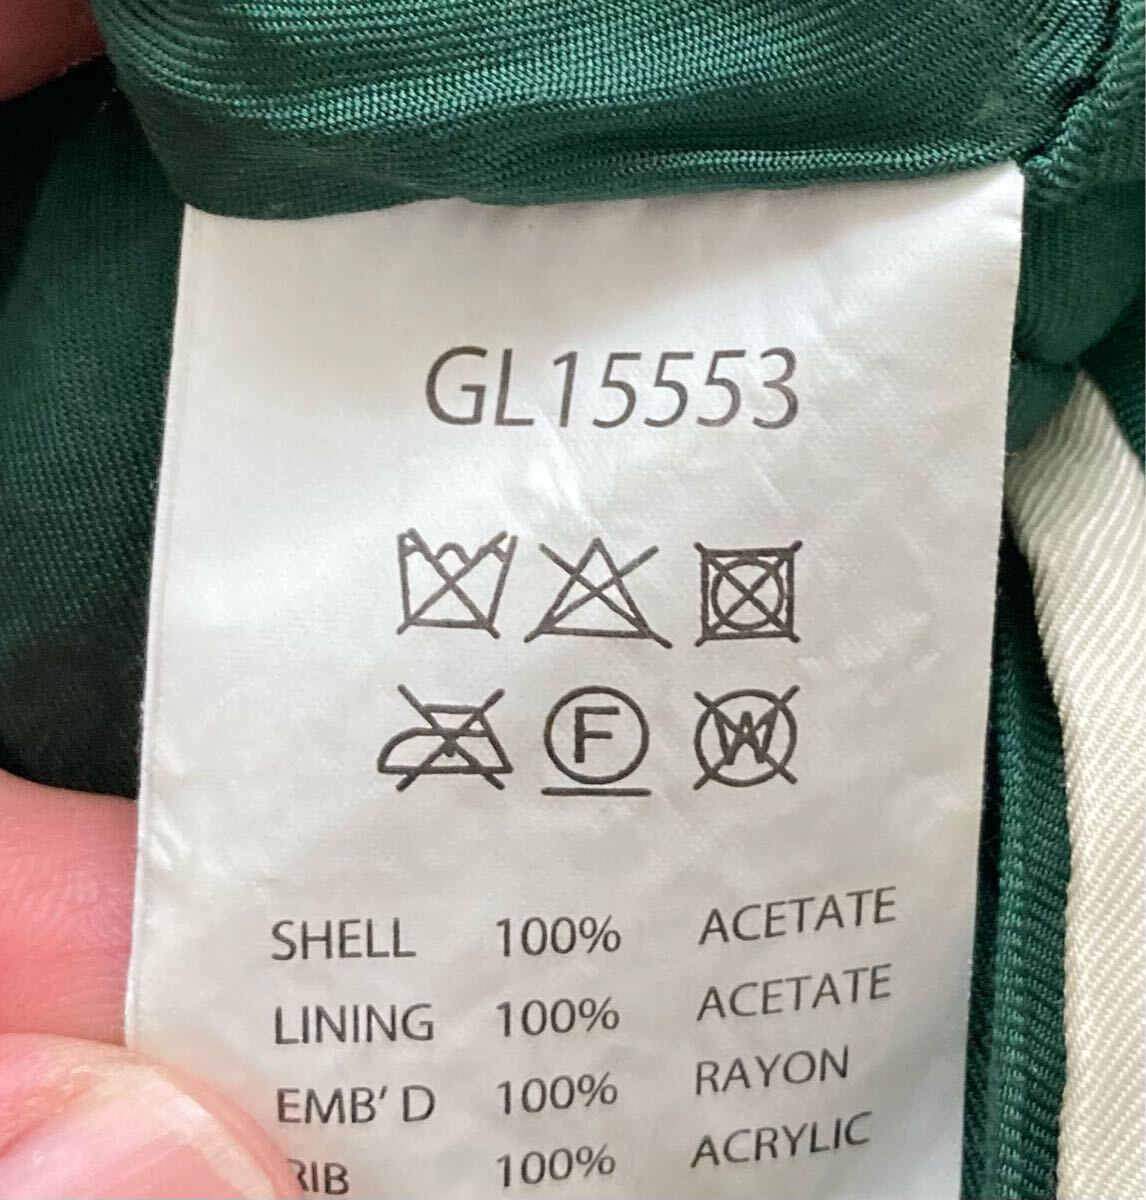 GL15553
F
W
SHELL 100% ACETATE
LINING 100% ACETATE
EMB' D 100% RAYON
RIB 100% ACRYLIC